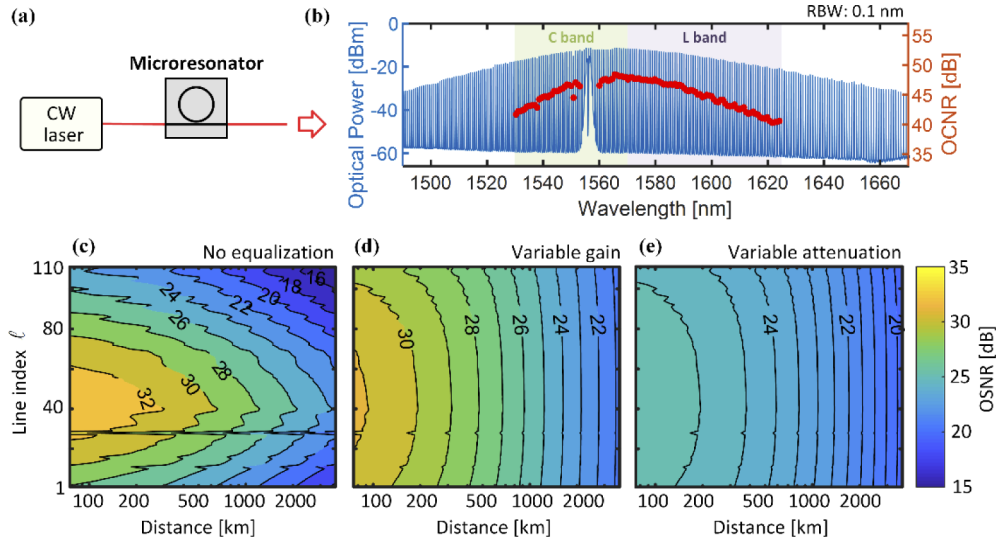 (a)
CW
laser
Microresonator
(b)
RBW: 0.1 nm
C band
L band
Optical Power [dBm]
0
-20
-40
-60
OCNR [dB]
55
50
45
40
35
1500 1520 1540 1560 1580 1600 1620 1640 1660
Wavelength [nm]
(c) No equalization
Line index ℓ
110
80
40
1
16
18
20
22
24
26
28
30
32
100 200 500 1000 2000
Distance [km]
(d) Variable gain
30 28 26 24 22
100 200 500 1000 2000
Distance [km]
(e) Variable attenuation
24 22 20
100 200 500 1000 2000
Distance [km]
35
30
25
20
15
OSNR [dB]